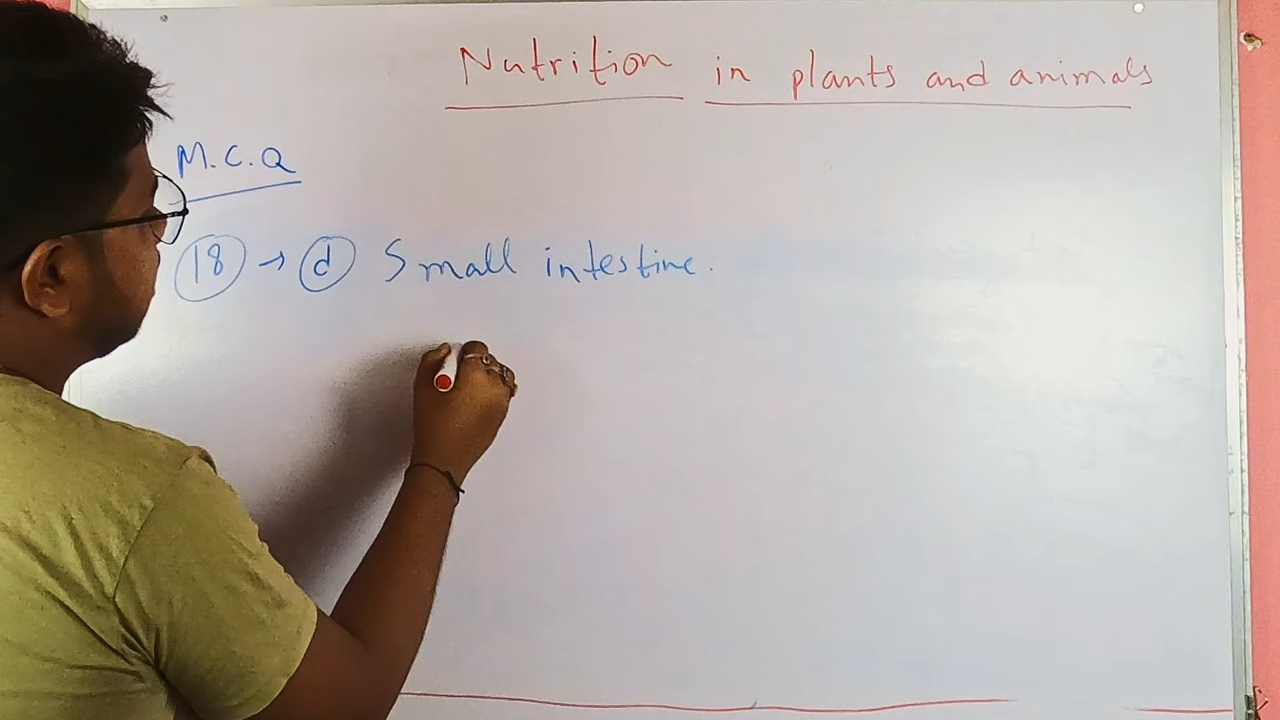 Nutrition in plants and animals
M.C.Q
18 → d Small intestine.